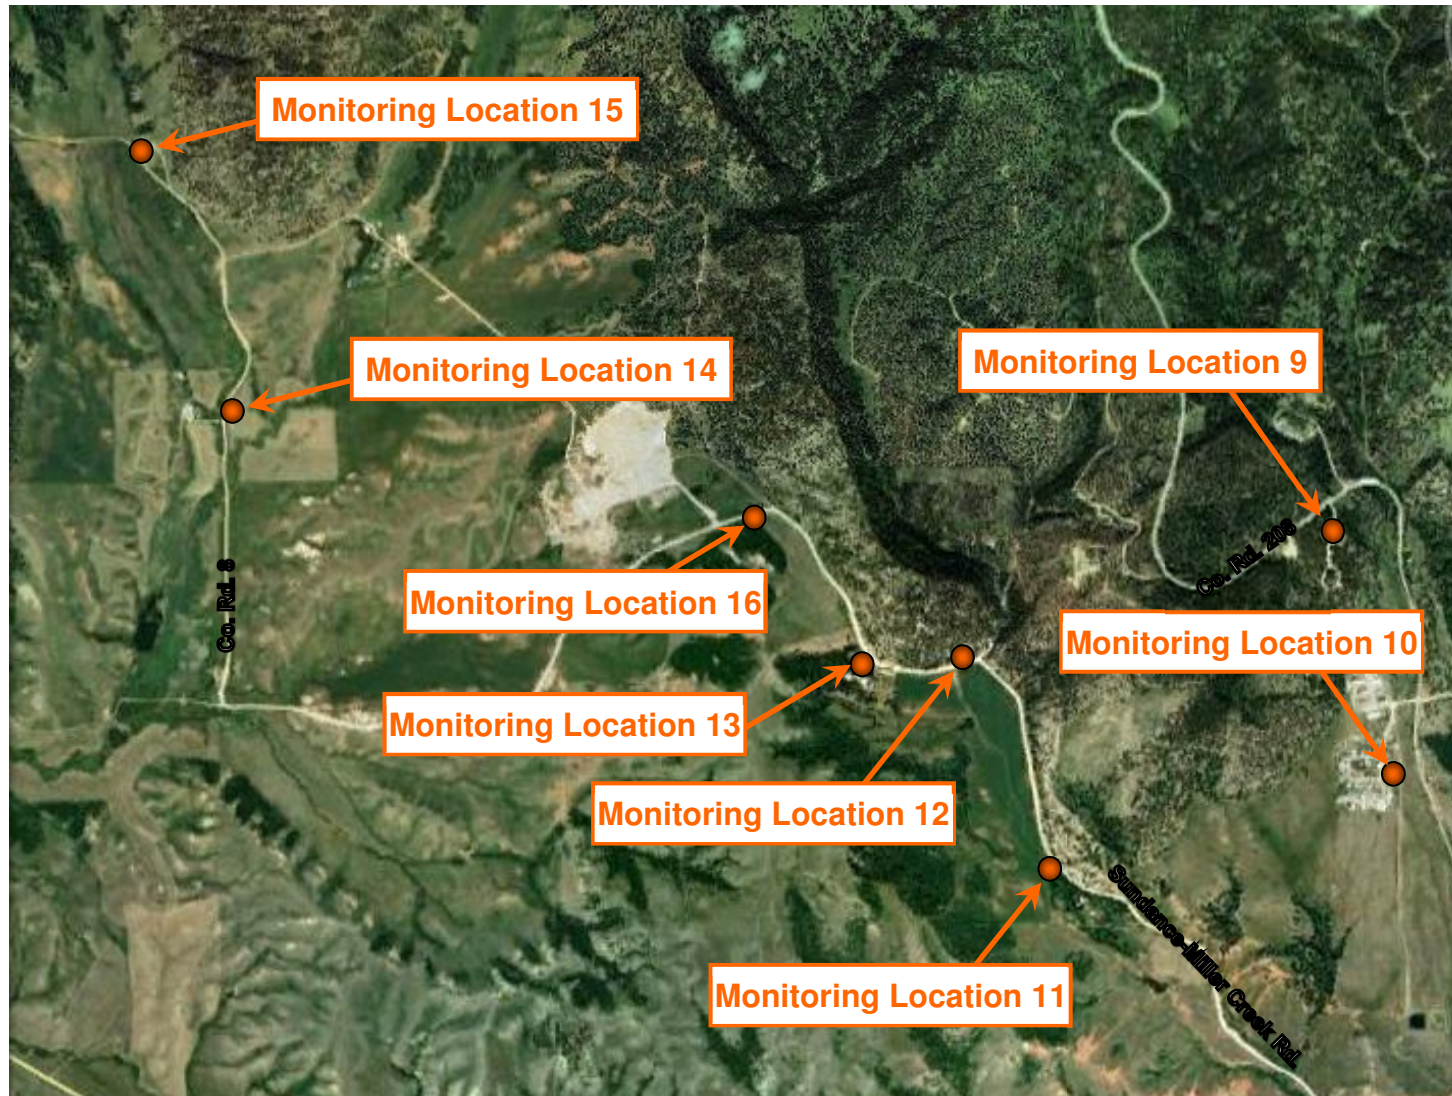 Monitoring Location 15
Monitoring Location 14
Monitoring Location 9
Co. Rd. 208
Monitoring Location 16
Co. Rd. 8
Monitoring Location 10
Monitoring Location 13
Monitoring Location 12
Sundance-Miller Creek Rd.
Monitoring Location 11